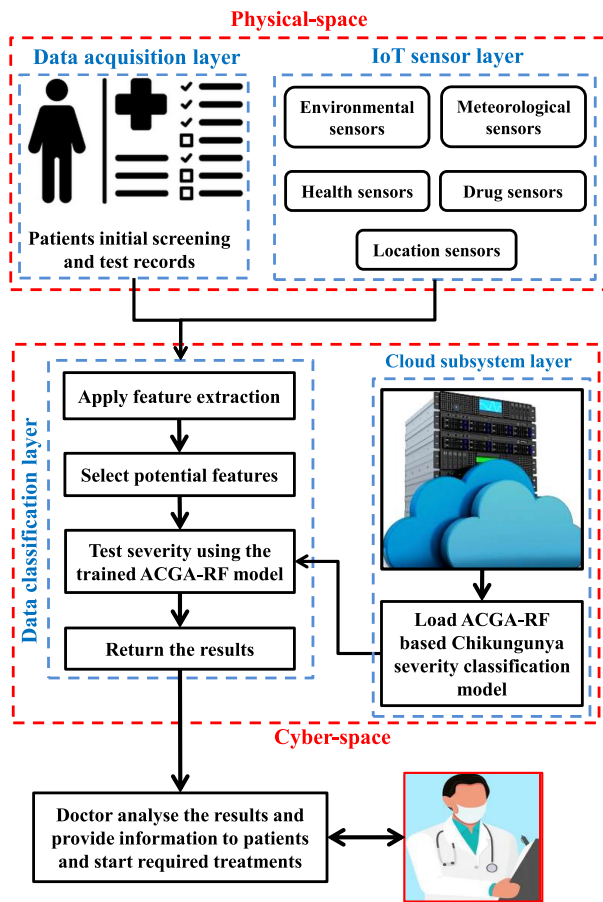 Physical-space
Data acquisition layer
Patients initial screening
and test records
IoT sensor layer
Environmental
sensors
Meteorological
sensors
Health sensors
Drug sensors
Location sensors
Data classification layer
Apply feature extraction
Select potential features
Test severity using the
trained ACGA-RF model
Return the results
Cloud subsystem layer
Load ACGA-RF
based Chikungunya
severity classification
model
Cyber-space
Doctor analyse the results and
provide information to patients
and start required treatments